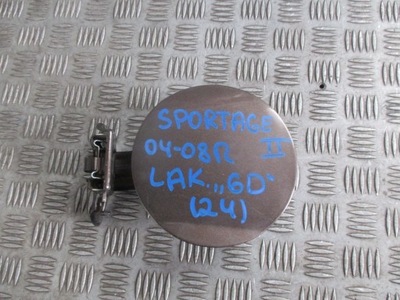 SPORTAGE
04-08R II
LAK. „6D"
(24)